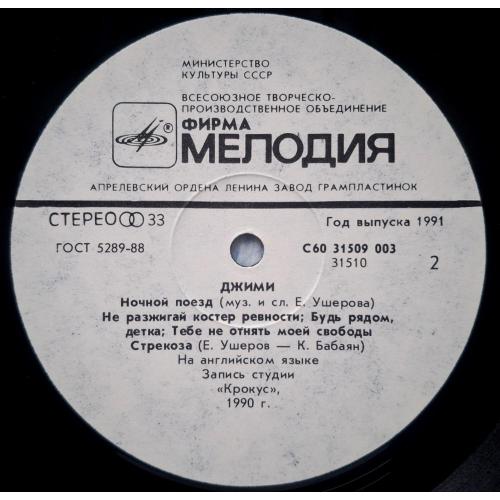 МИНИСТЕРСТВО
КУЛЬТУРЫ СССР
ВСЕСОЮЗНОЕ ТВОРЧЕСКО-
ПРОИЗВОДСТВЕННОЕ ОБЪЕДИНЕНИЕ
®
ФИРМА
МЕЛОДИЯ
АПРЕЛЕВСКИЙ ОРДЕНА ЛЕНИНА ЗАВОД ГРАМПЛАСТИНОК
СТЕРЕО 33
Год выпуска 1991
ГОСТ 5289-88
С60 31509 003
31510
2
ДЖИМИ
Ночной поезд (муз. и сл. Е. Ушерова)
Не разжигай костер ревности; Будь рядом,
детка; Тебе не отнять моей свободы
Стрекоза (Е. Ушеров — К. Бабаян)
На английском языке
Запись студии
«Крокус»,
1990 г.